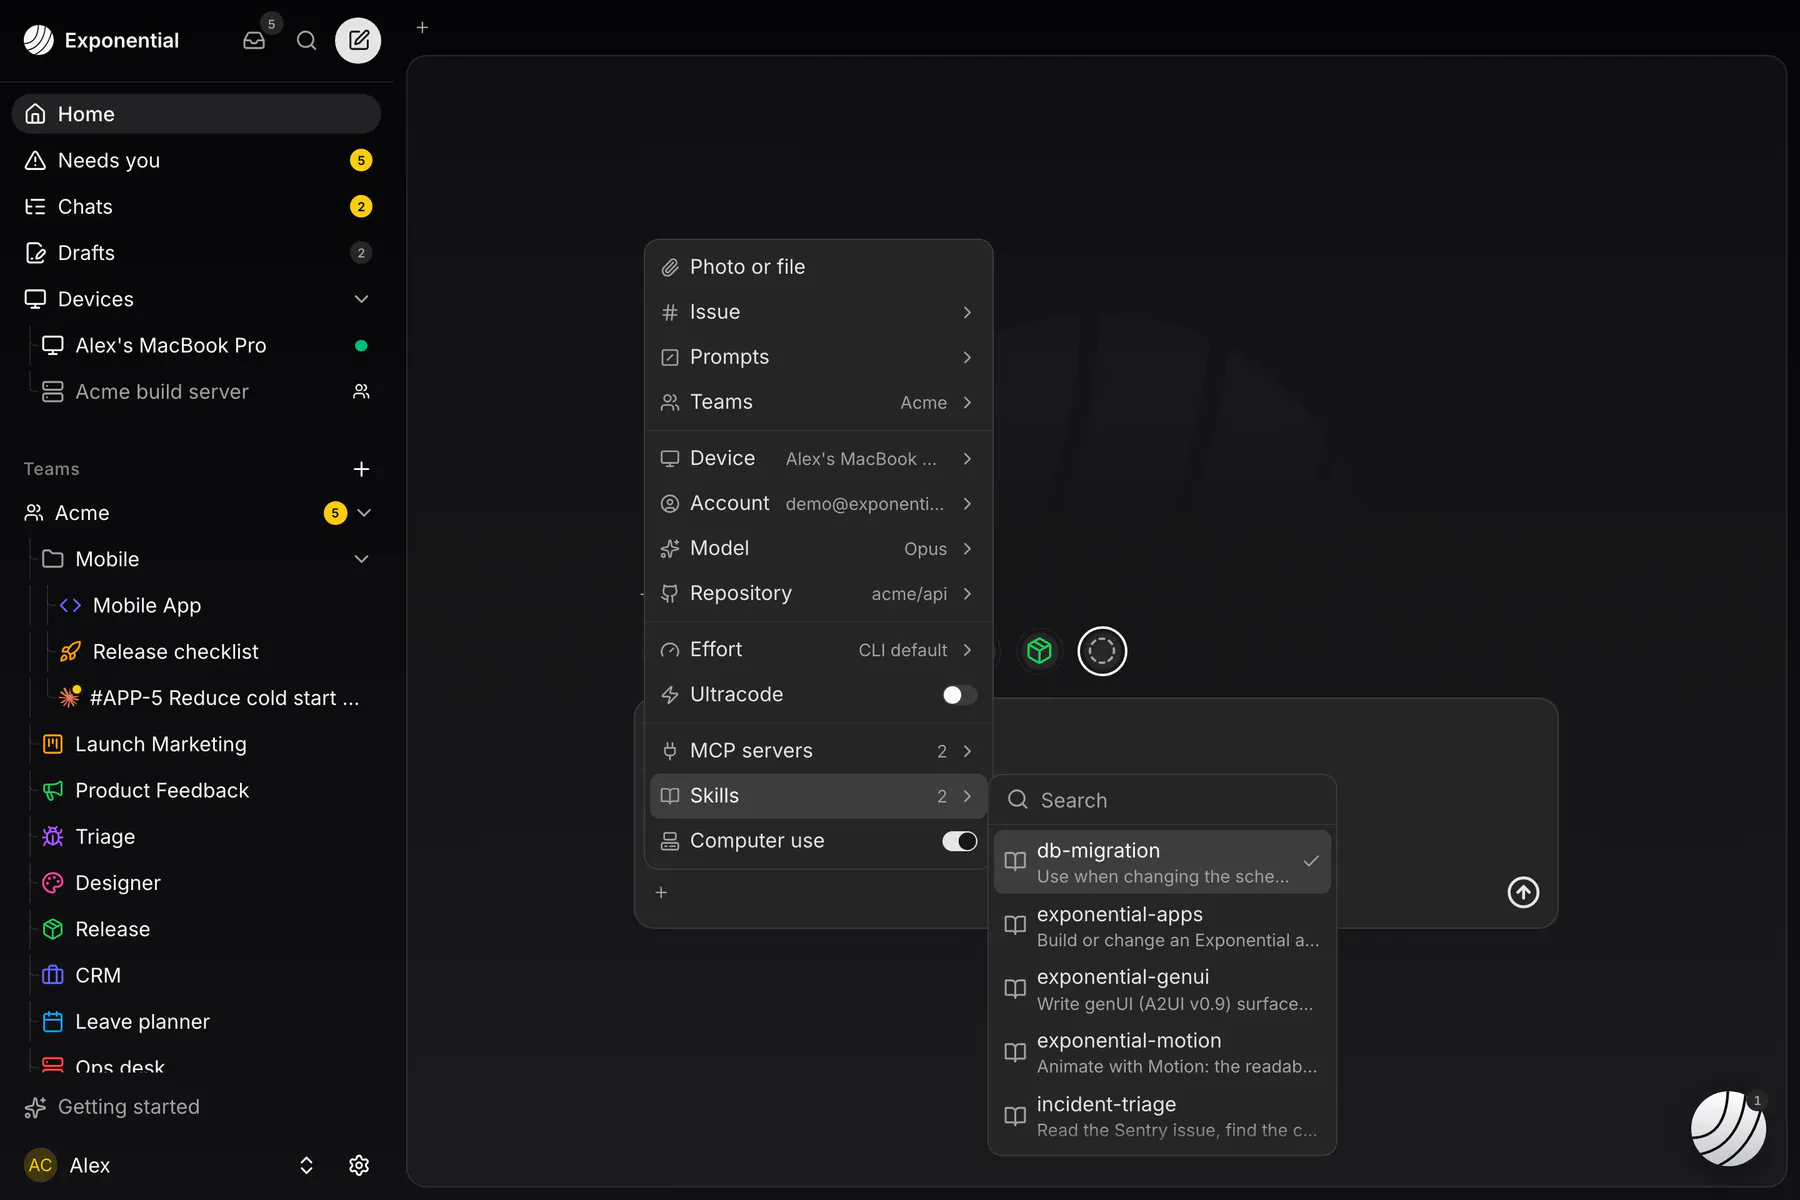 Exponential
5
Home
Needs you
5
Chats
2
Drafts
2
Devices
Alex's MacBook Pro
Acme build server
Teams
Acme
5
Mobile
Mobile App
Release checklist
#APP-5 Reduce cold start ...
Launch Marketing
Product Feedback
Triage
Designer
Release
CRM
Leave planner
Ops desk
Getting started
AC
Alex
Photo or file
Issue
Prompts
Teams
Acme
Device
Alex's MacBook ...
Account
demo@exponenti...
Model
Opus
Repository
acme/api
Effort
CLI default
Ultracode
MCP servers
2
Skills
2
Computer use
Search
db-migration
Use when changing the sche...
exponential-apps
Build or change an Exponential a...
exponential-genui
Write genUI (A2UI v0.9) surface...
exponential-motion
Animate with Motion: the readab...
incident-triage
Read the Sentry issue, find the c...
1